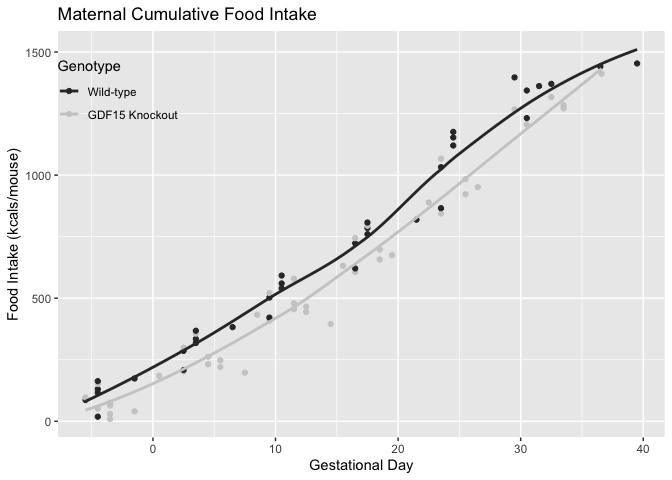 Maternal Cumulative Food Intake
Genotype
Wild-type
GDF15 Knockout
Food Intake (kcals/mouse)
1500
1000
500
0
0 10 20 30 40
Gestational Day